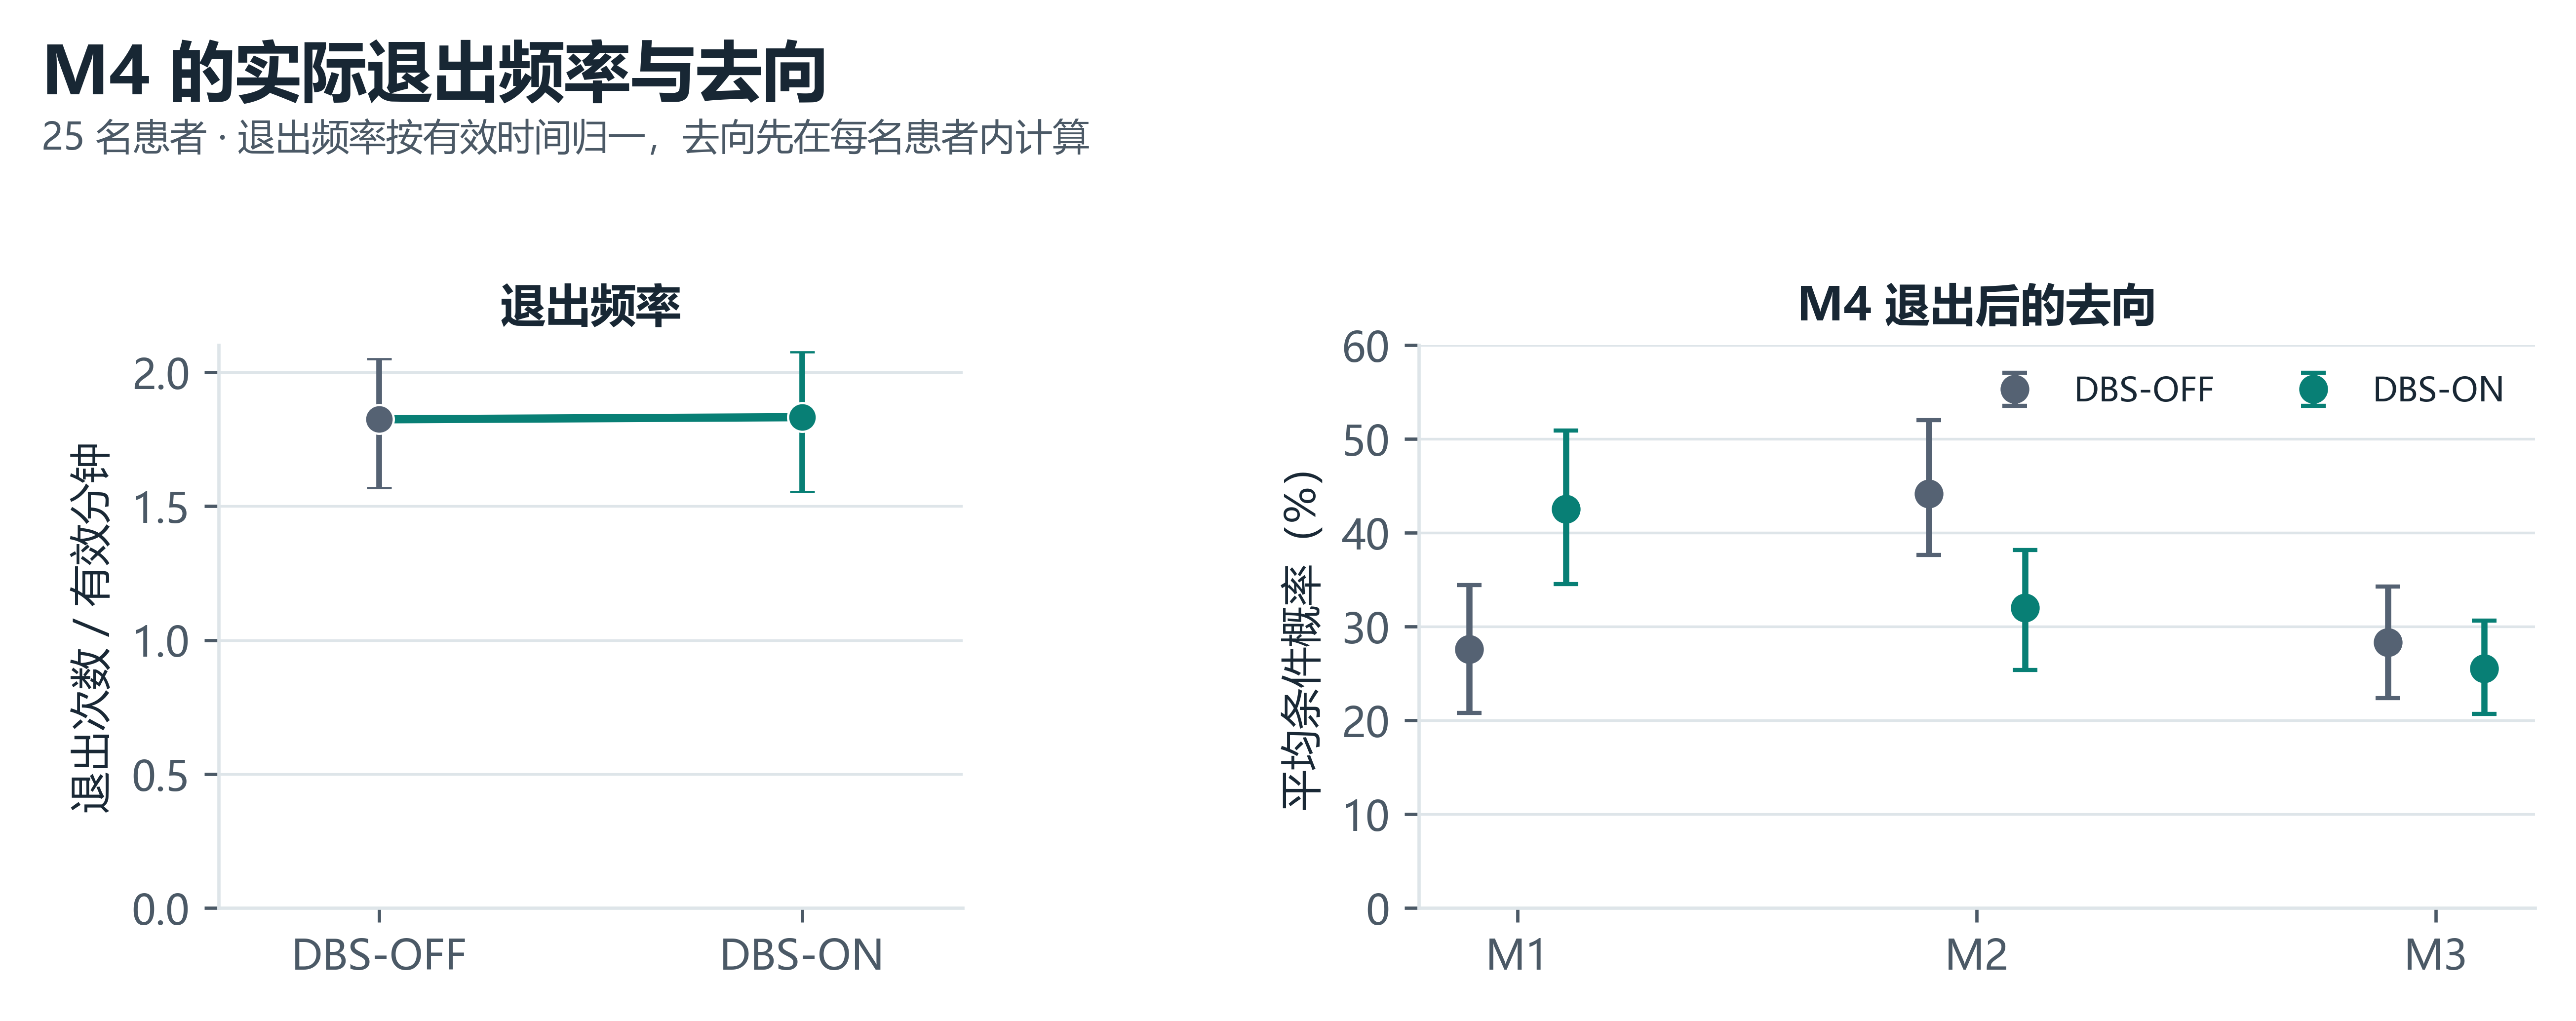 M4 的实际退出频率与去向
25 名患者 · 退出频率按有效时间归一，去向先在每名患者内计算
退出频率
退出次数 / 有效分钟
2.0
1.5
1.0
0.5
0.0
DBS-OFF
DBS-ON
M4 退出后的去向
平均条件概率（%）
60
50
40
30
20
10
0
DBS-OFF
DBS-ON
M1
M2
M3